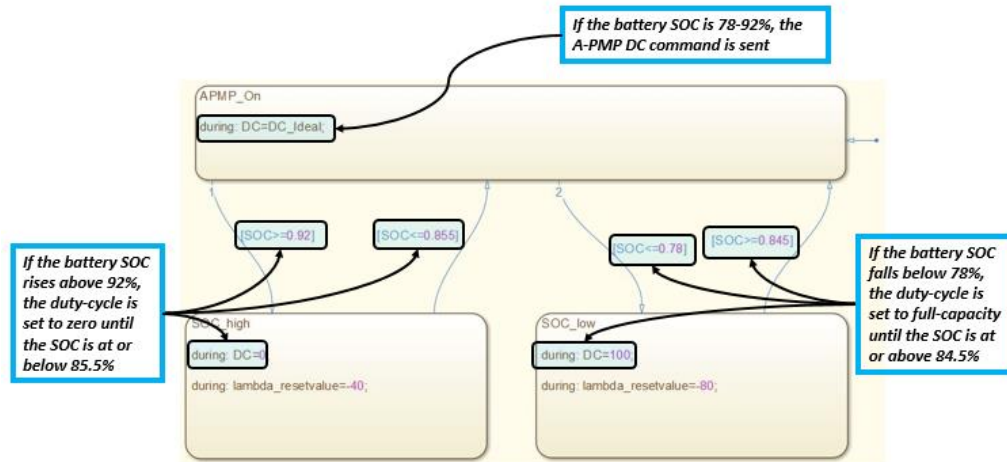 If the battery SOC is 78-92%, the
A-PMP DC command is sent
APMP_On
during: DC=DC_Ideal;
1
2
[SOC>=0.92]
[SOC<=0.855]
[SOC<=0.78]
[SOC>=0.845]
If the battery SOC
rises above 92%,
the duty-cycle is
set to zero until
the SOC is at or
below 85.5%
If the battery SOC
falls below 78%,
the duty-cycle is
set to full-capacity
until the SOC is at
or above 84.5%
SOC_high
during: DC=0
during: lambda_resetvalue=-40;
SOC_low
during: DC=100;
during: lambda_resetvalue=-80;